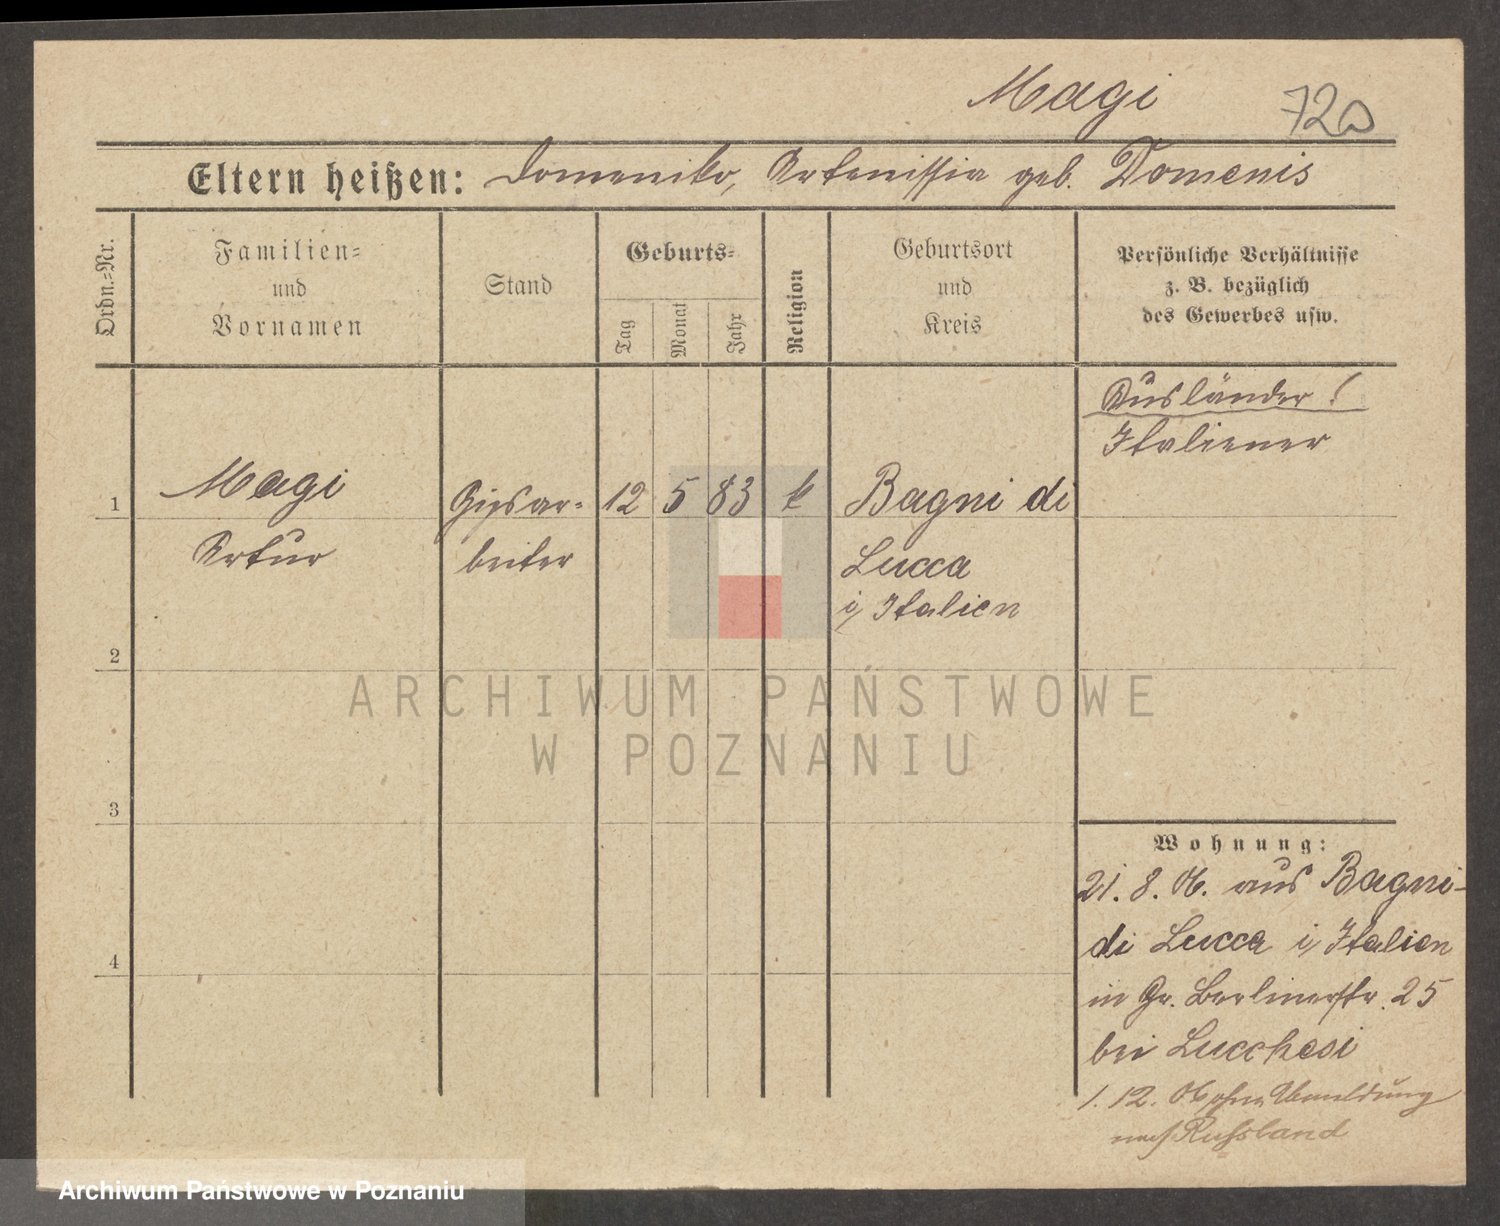 Magi 72a
Eltern heißen: Domeniko, Artenissia geb. Domenis
Ordn.-Nr.
Familien-
und
Vornamen
Stand
Geburts-
Tag
Monat
Jahr
Religion
Geburtsort
und
Kreis
Persönliche Verhältnisse
z. B. bezüglich
des Gewerbes usw.
Ausländer!
Italiener
1 Magi Gipsar- 12 5 83 k Bagni di
Artur beiter Lucca
i/ Italien
2
ARCHIWUM PAŃSTWOWE
W POZNANIU
3
Wohnung:
21. 8. 06. aus Bagni-
di Lucca i/ Italien
in Gr. Berlinerstr. 25
bei Lucchesi
4
1. 12. 06 ohne Abmeldung
nach Russland
Archiwum Państwowe w Poznaniu